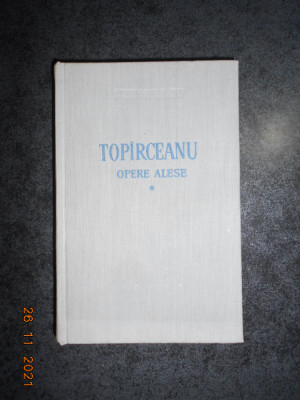 TOPÎRCEANU
OPERE ALESE
*
26 11 2021